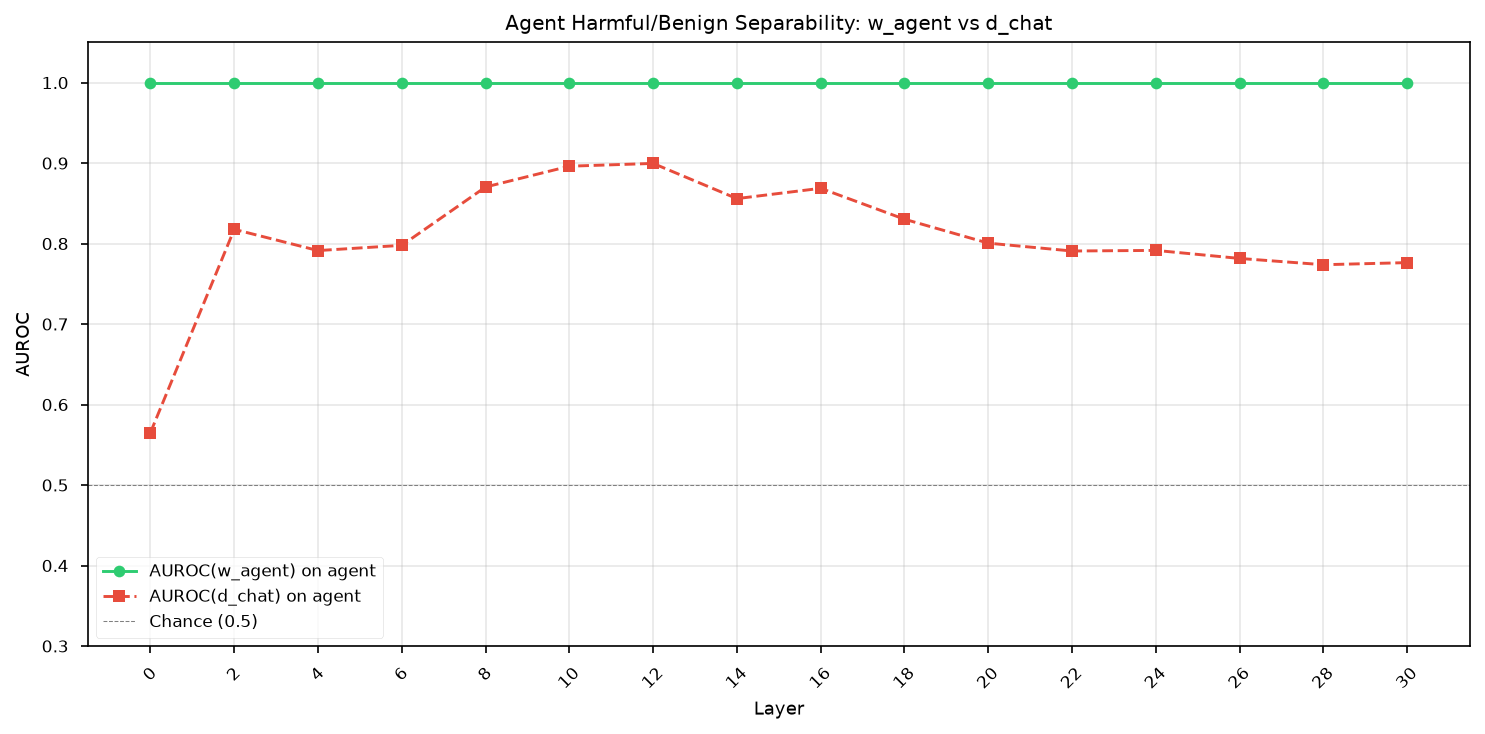 Agent Harmful/Benign Separability: w_agent vs d_chat
AUROC
1.0
0.9
0.8
0.7
0.6
0.5
0.4
0.3
AUROC(w_agent) on agent
AUROC(d_chat) on agent
Chance (0.5)
0 2 4 6 8 10 12 14 16 18 20 22 24 26 28 30
Layer